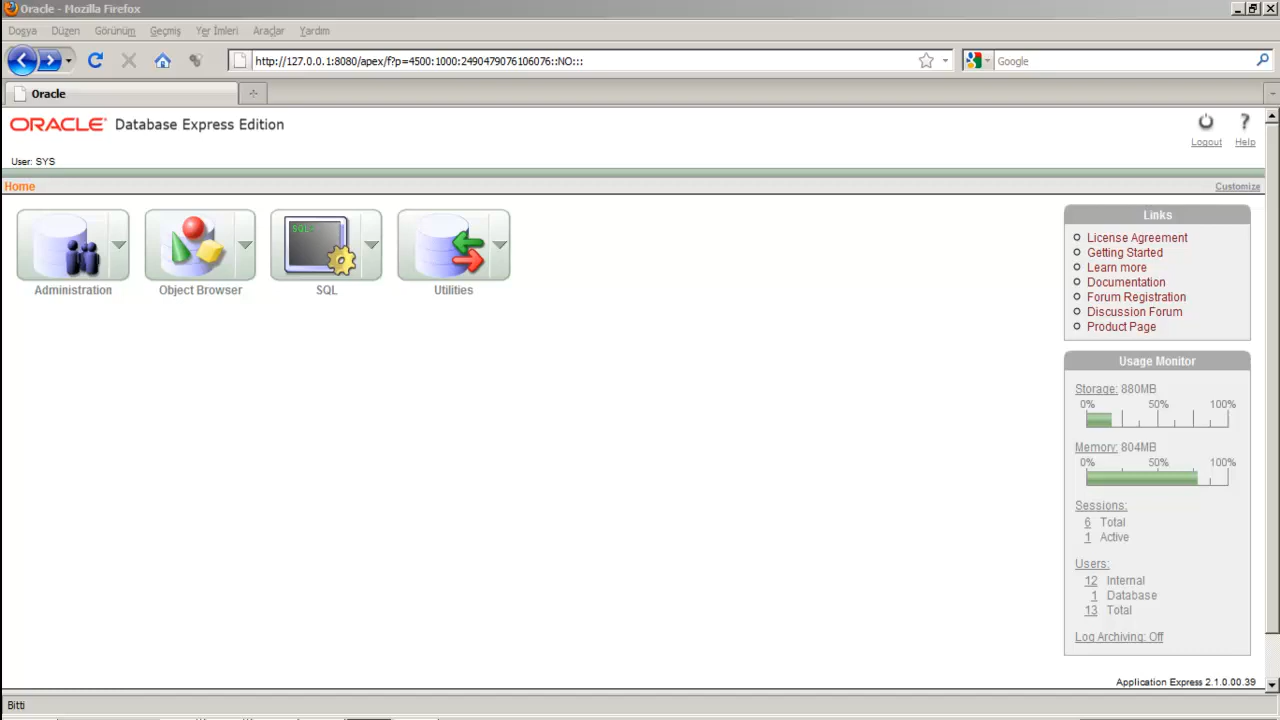 Oracle - Mozilla Firefox
Dosya Düzen Görünüm Geçmiş Yer İmleri Araçlar Yardım
http://127.0.0.1:8080/apex/f?p=4500:1000:2490479076106076::NO:::
Google
Oracle
ORACLE Database Express Edition
Logout Help
User: SYS
Home
Customize
SQL>
Administration
Object Browser
SQL
Utilities
Links
License Agreement
Getting Started
Learn more
Documentation
Forum Registration
Discussion Forum
Product Page
Usage Monitor
Storage: 880MB
0% 50% 100%
Memory: 804MB
0% 50% 100%
Sessions:
6 Total
1 Active
Users:
12 Internal
1 Database
13 Total
Log Archiving: Off
Application Express 2.1.0.00.39
Bitti